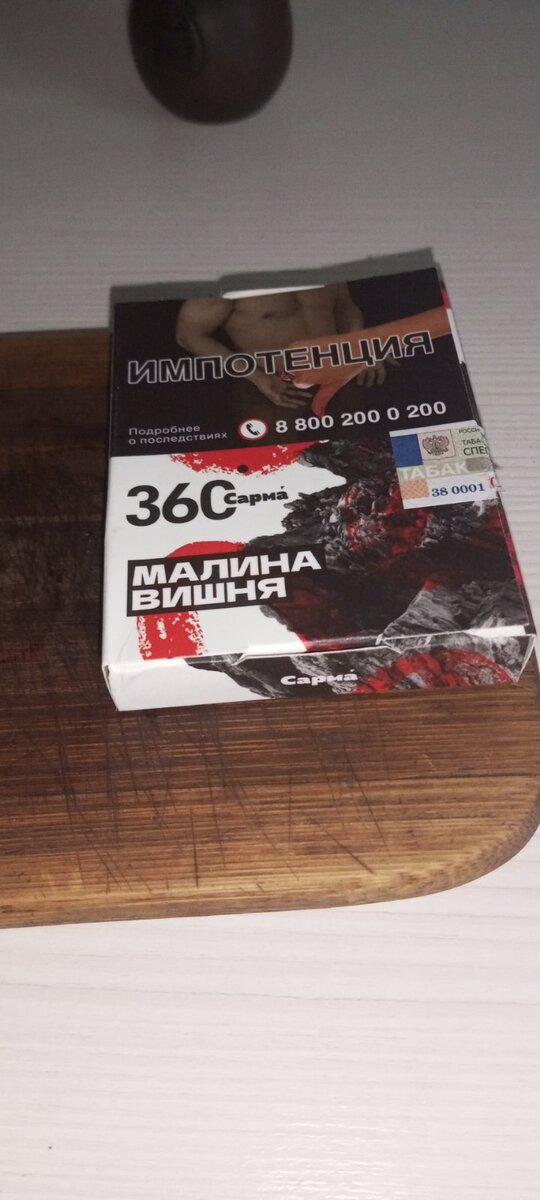 ИМПОТЕНЦИЯ
Подробнее
о последствиях
8 800 200 0 200
ТАБАК
38 0001
360 Сарма́
МАЛИНА
ВИШНЯ
Сарма́